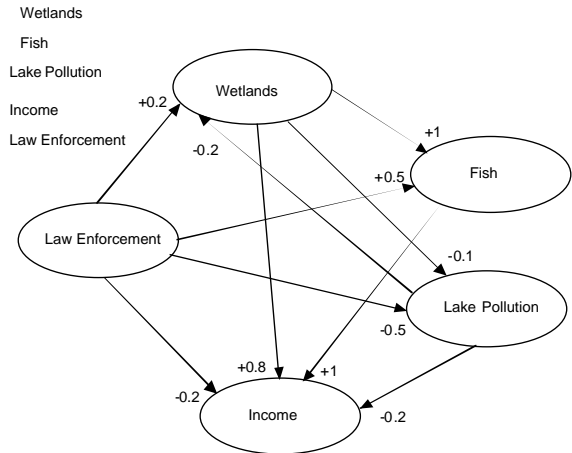 Wetlands
Fish
Lake Pollution
Income
Law Enforcement
Wetlands
+0.2
-0.2
+1
Fish
+0.5
Law Enforcement
-0.1
Lake Pollution
-0.5
+0.8
+1
-0.2
Income
-0.2